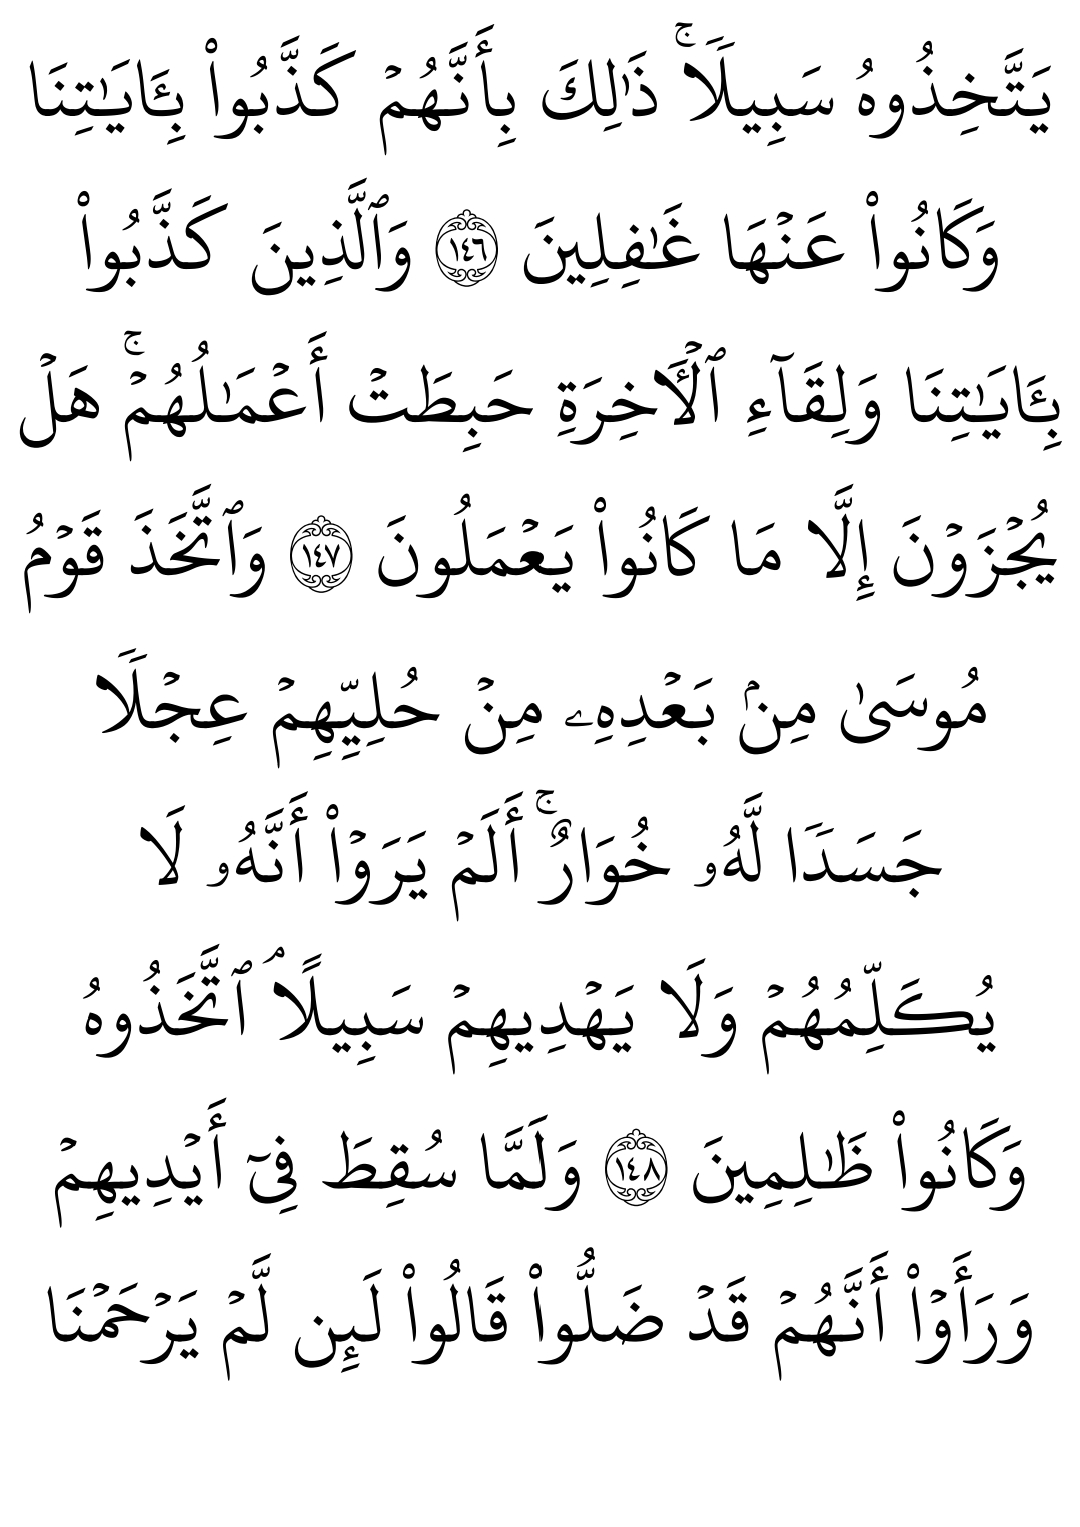 يَتَّخِذُوهُ سَبِيلٗاۚ ذَٰلِكَ بِأَنَّهُمۡ كَذَّبُواْ بِـَٔايَٰتِنَا
وَكَانُواْ عَنۡهَا غَٰفِلِينَ ١٤٦ وَٱلَّذِينَ كَذَّبُواْ
بِـَٔايَٰتِنَا وَلِقَآءِ ٱلۡأٓخِرَةِ حَبِطَتۡ أَعۡمَٰلُهُمۡۚ هَلۡ
يُجۡزَوۡنَ إِلَّا مَا كَانُواْ يَعۡمَلُونَ ١٤٧ وَٱتَّخَذَ قَوۡمُ
مُوسَىٰ مِنۢ بَعۡدِهِۦ مِنۡ حُلِيِّهِمۡ عِجۡلٗا
جَسَدٗا لَّهُۥ خُوَارٌۚ أَلَمۡ يَرَوۡاْ أَنَّهُۥ لَا
يُكَلِّمُهُمۡ وَلَا يَهۡدِيهِمۡ سَبِيلًاۘ ٱتَّخَذُوهُ
وَكَانُواْ ظَٰلِمِينَ ١٤٨ وَلَمَّا سُقِطَ فِيٓ أَيۡدِيهِمۡ
وَرَأَوۡاْ أَنَّهُمۡ قَدۡ ضَلُّواْ قَالُواْ لَئِن لَّمۡ يَرۡحَمۡنَا